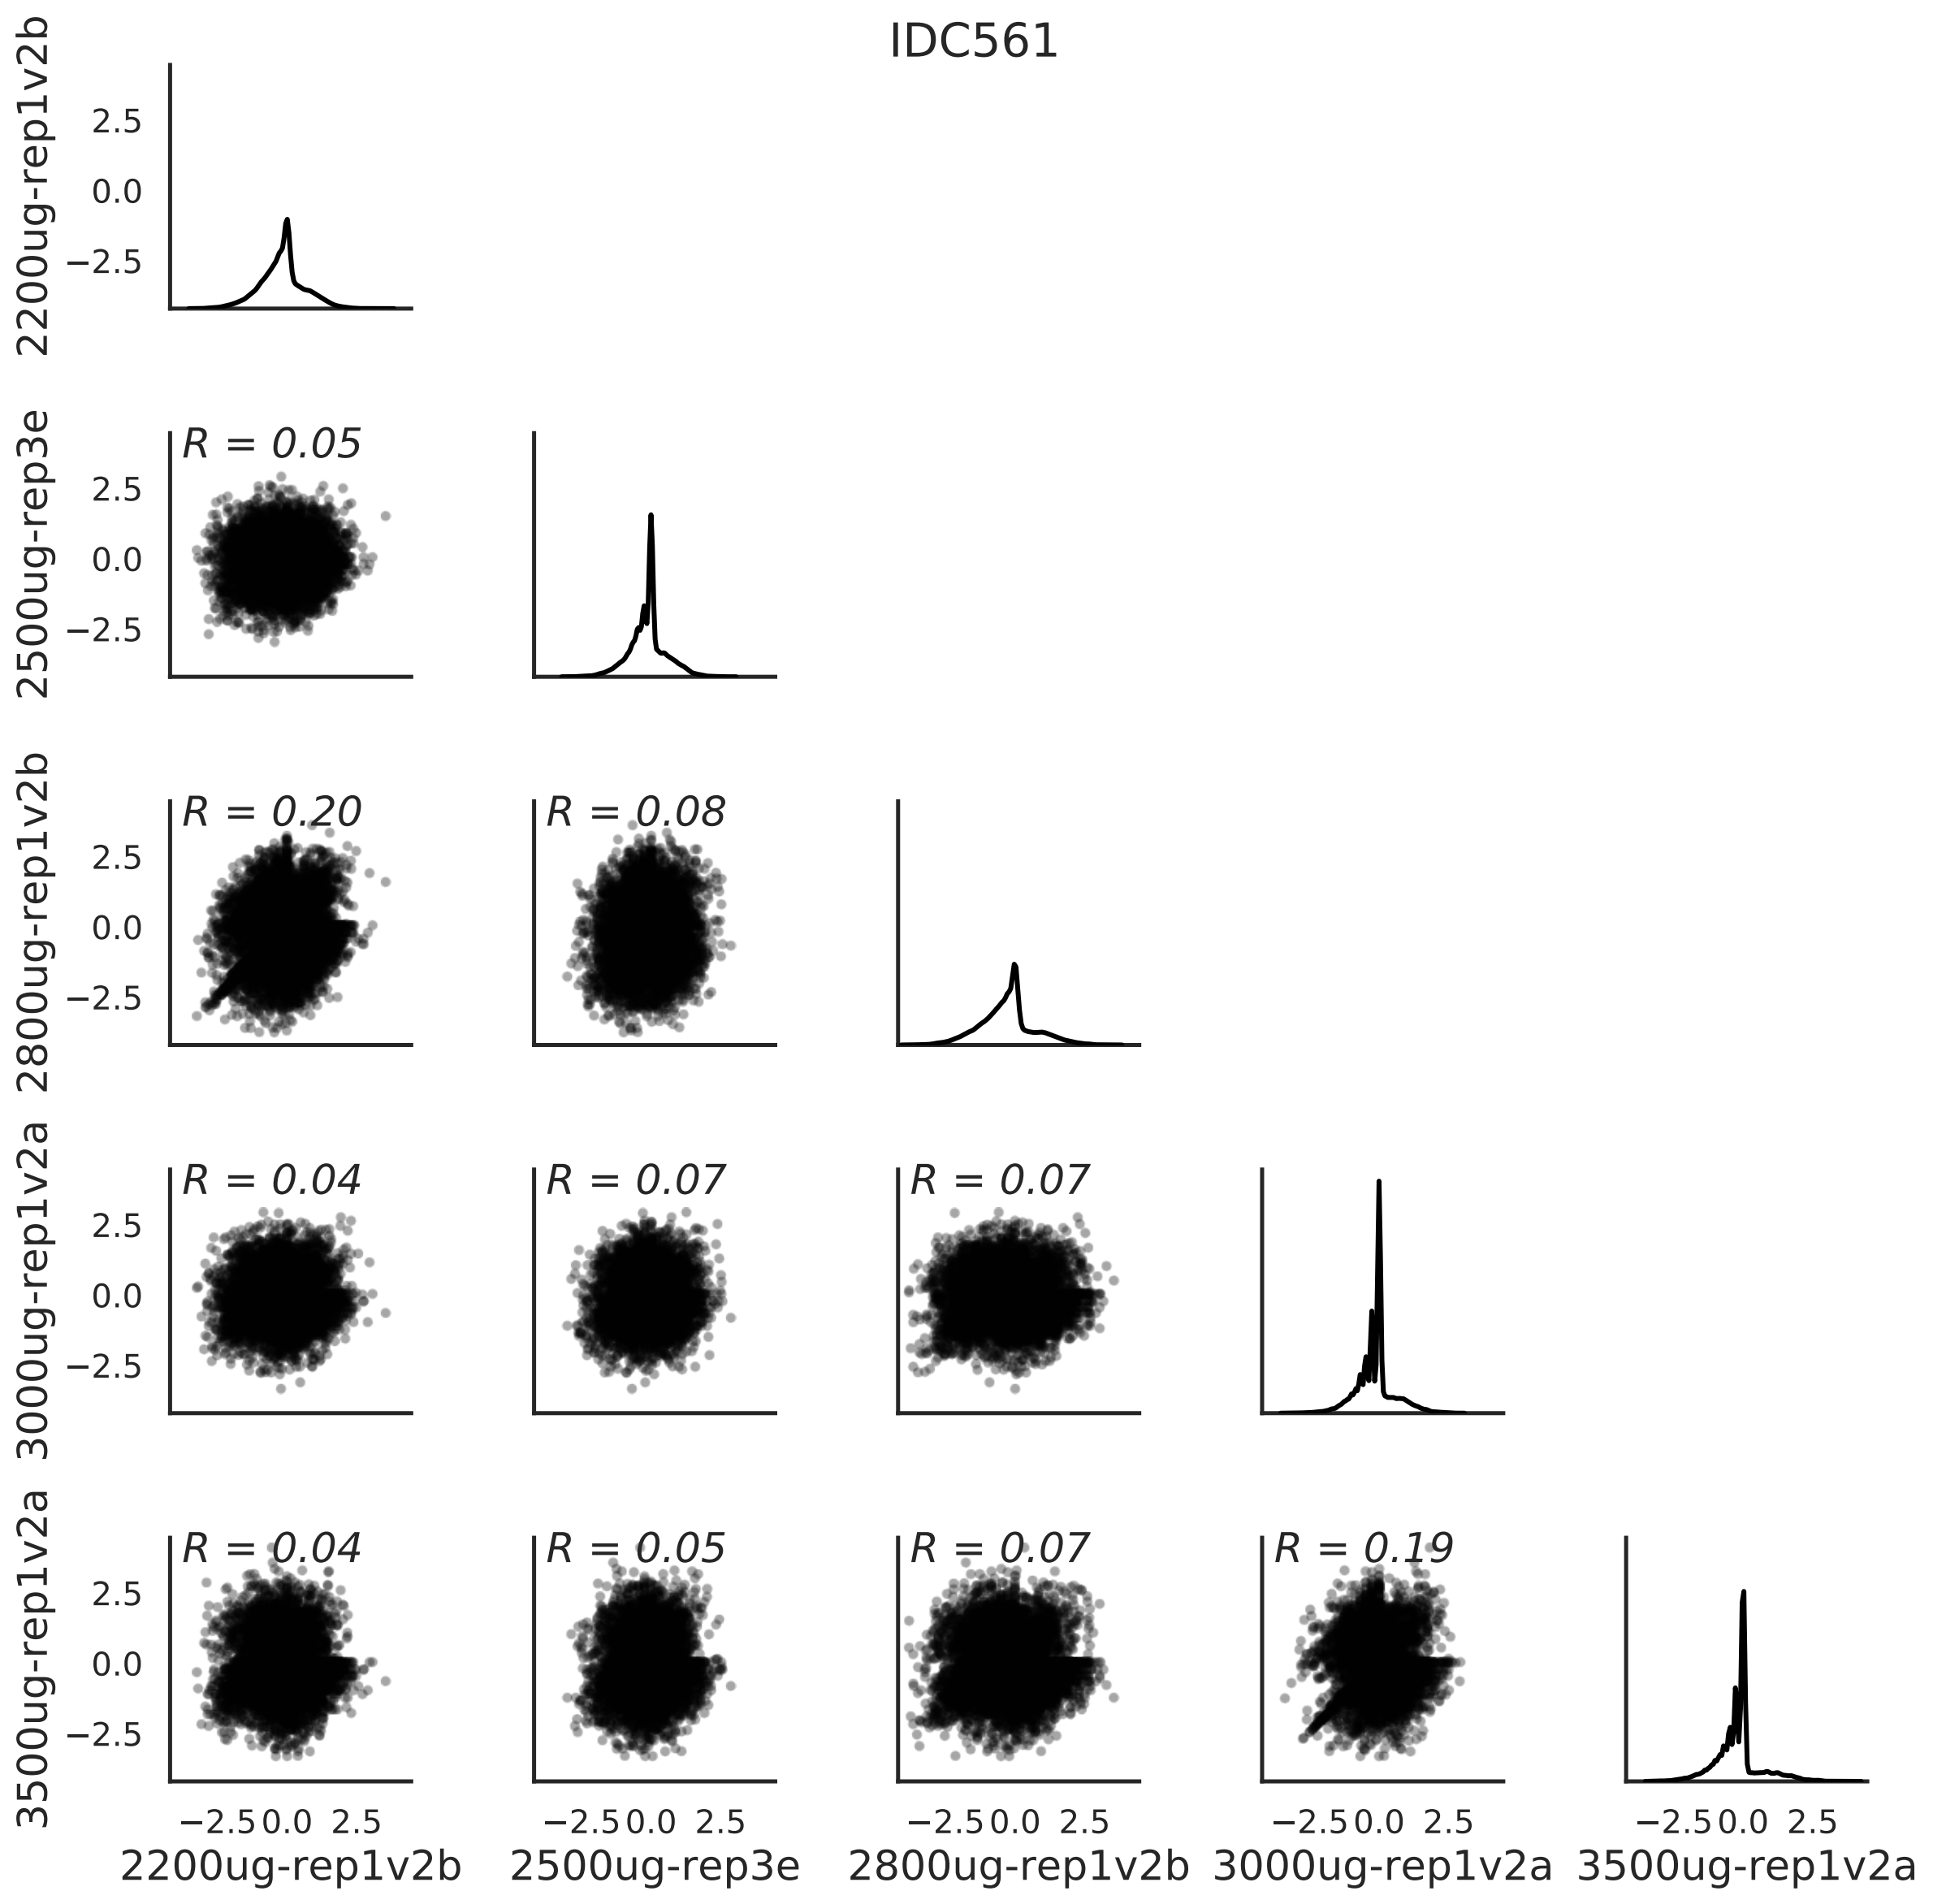 IDC561
2200ug-rep1v2b
2.5
0.0
−2.5
2500ug-rep3e
2.5
0.0
−2.5
R = 0.05
2800ug-rep1v2b
2.5
0.0
−2.5
R = 0.20
R = 0.08
3000ug-rep1v2a
2.5
0.0
−2.5
R = 0.04
R = 0.07
R = 0.07
3500ug-rep1v2a
2.5
0.0
−2.5
R = 0.04
R = 0.05
R = 0.07
R = 0.19
−2.5 0.0 2.5
−2.5 0.0 2.5
−2.5 0.0 2.5
−2.5 0.0 2.5
−2.5 0.0 2.5
2200ug-rep1v2b
2500ug-rep3e
2800ug-rep1v2b
3000ug-rep1v2a
3500ug-rep1v2a